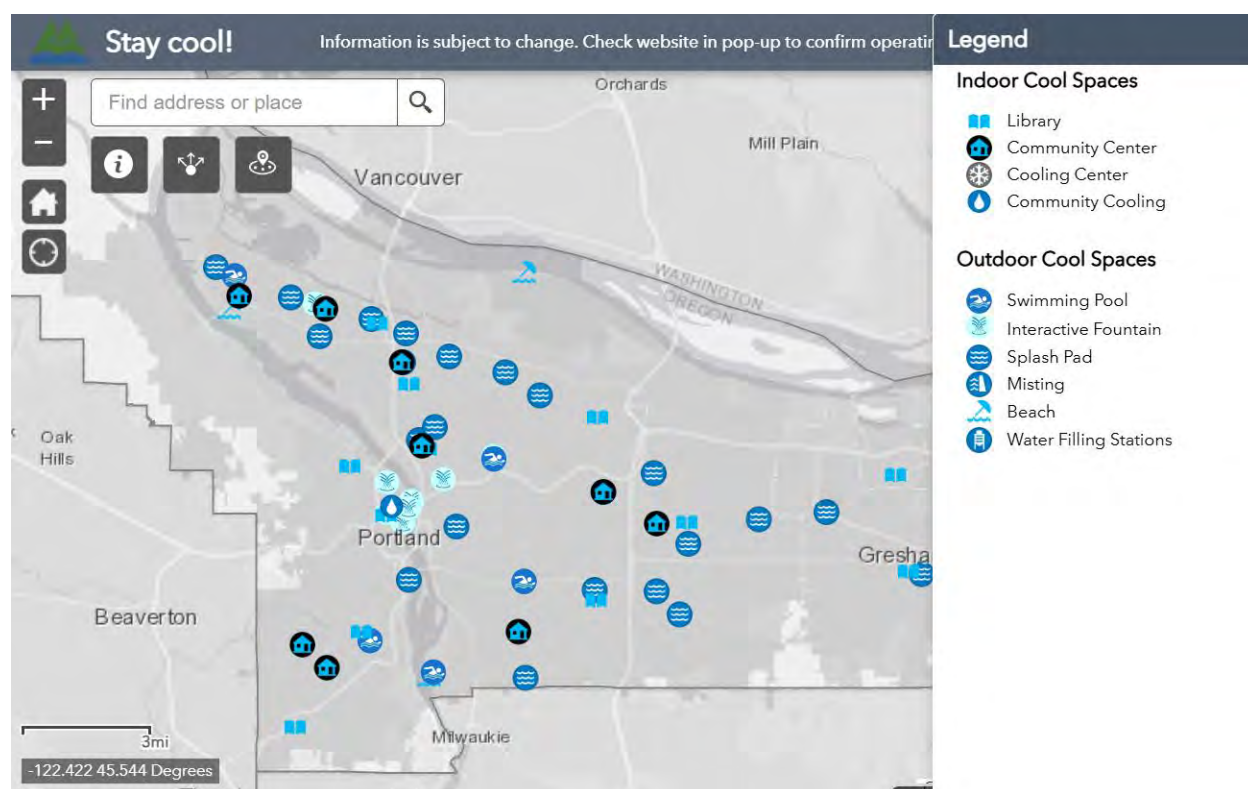 Stay cool!
Information is subject to change. Check website in pop-up to confirm operatin
Legend
Find address or place
Orchards
Mill Plain
Vancouver
WASHINGTON
OREGON
Oak
Hills
Portland
Gresha
Beaverton
Milwaukie
3mi
-122.422 45.544 Degrees
Indoor Cool Spaces
Library
Community Center
Cooling Center
Community Cooling
Outdoor Cool Spaces
Swimming Pool
Interactive Fountain
Splash Pad
Misting
Beach
Water Filling Stations